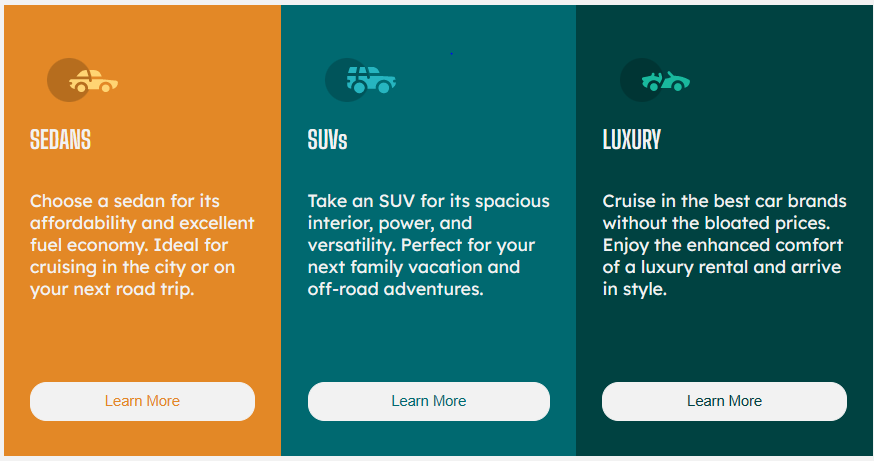 SEDANS
Choose a sedan for its
affordability and excellent
fuel economy. Ideal for
cruising in the city or on
your next road trip.
Learn More
SUVs
Take an SUV for its spacious
interior, power, and
versatility. Perfect for your
next family vacation and
off-road adventures.
Learn More
LUXURY
Cruise in the best car brands
without the bloated prices.
Enjoy the enhanced comfort
of a luxury rental and arrive
in style.
Learn More